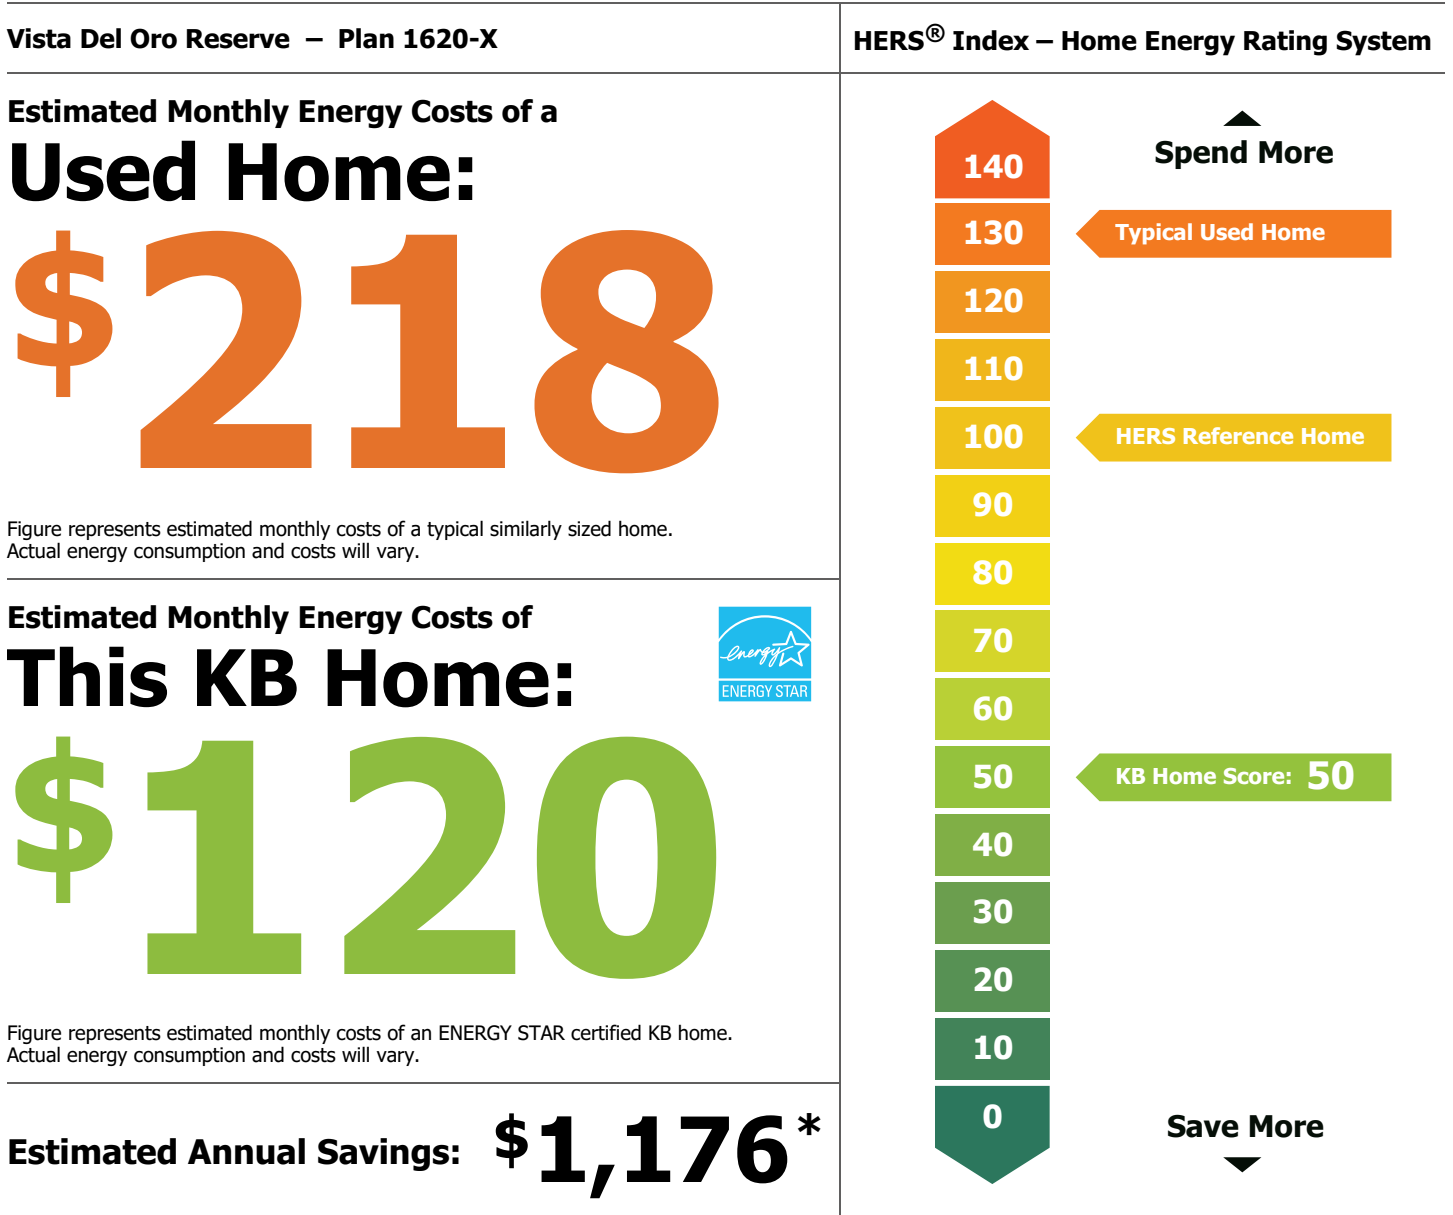 Vista Del Oro Reserve – Plan 1620-X
Estimated Monthly Energy Costs of a
Used Home:
$218
Figure represents estimated monthly costs of a typical similarly sized home.
Actual energy consumption and costs will vary.
Estimated Monthly Energy Costs of
This KB Home:
energy
ENERGY STAR
$120
Figure represents estimated monthly costs of an ENERGY STAR certified KB home.
Actual energy consumption and costs will vary.
Estimated Annual Savings: $1,176*
HERS® Index – Home Energy Rating System
Spend More
140
130
Typical Used Home
120
110
100
HERS Reference Home
90
80
70
60
50
KB Home Score: 50
40
30
20
10
0
Save More